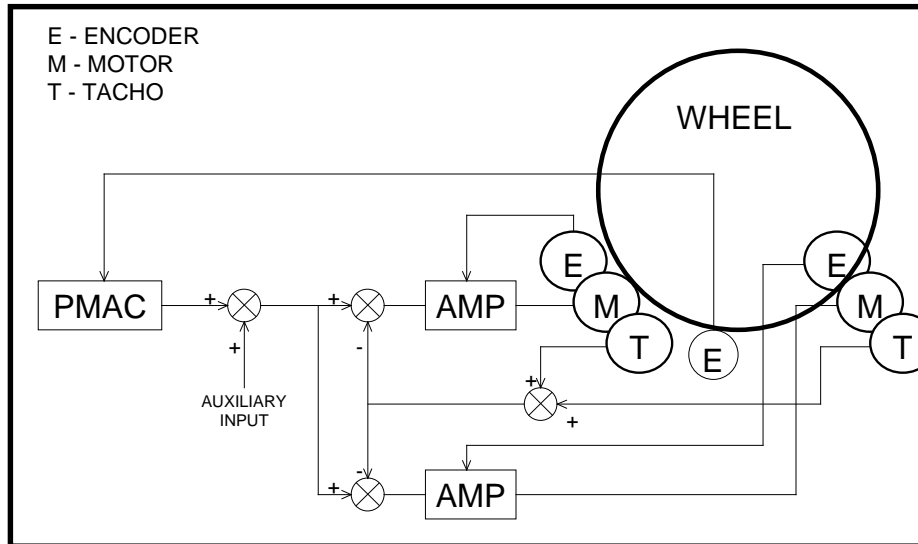 E - ENCODER
M - MOTOR
T - TACHO
WHEEL
E
E
PMAC
+
+
-
AMP
M
M
+
T
E
T
AUXILIARY
INPUT
+
+
-
+
AMP